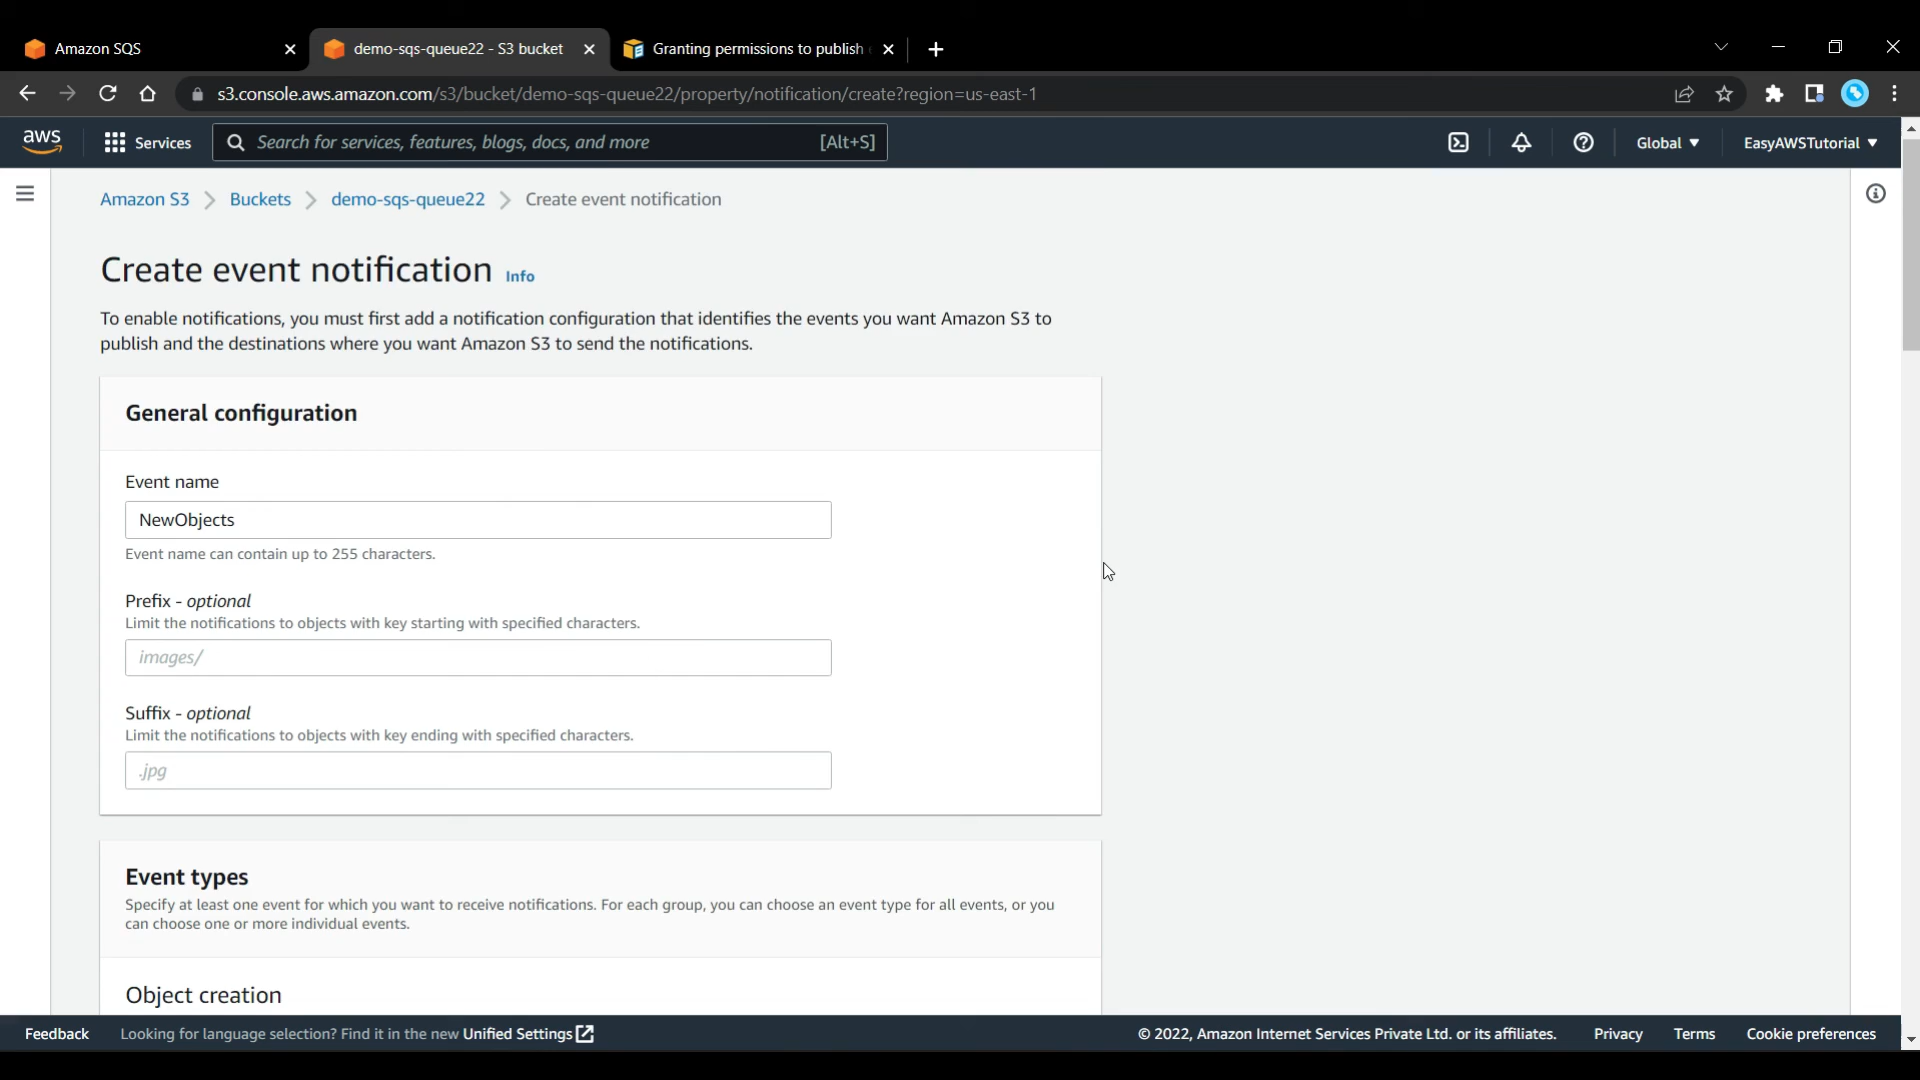 Amazon SQS
demo-sqs-queue22 - S3 bucket
Granting permissions to publish
s3.console.aws.amazon.com/s3/bucket/demo-sqs-queue22/property/notification/create?region=us-east-1
aws
Services
Search for services, features, blogs, docs, and more
[Alt+S]
Global
EasyAWSTutorial
Amazon S3
Buckets
demo-sqs-queue22
Create event notification
Create event notification Info
To enable notifications, you must first add a notification configuration that identifies the events you want Amazon S3 to
publish and the destinations where you want Amazon S3 to send the notifications.
General configuration
Event name
NewObjects
Event name can contain up to 255 characters.
Prefix - optional
Limit the notifications to objects with key starting with specified characters.
images/
Suffix - optional
Limit the notifications to objects with key ending with specified characters.
.jpg
Event types
Specify at least one event for which you want to receive notifications. For each group, you can choose an event type for all events, or you
can choose one or more individual events.
Object creation
Feedback
Looking for language selection? Find it in the new Unified Settings
© 2022, Amazon Internet Services Private Ltd. or its affiliates.
Privacy
Terms
Cookie preferences